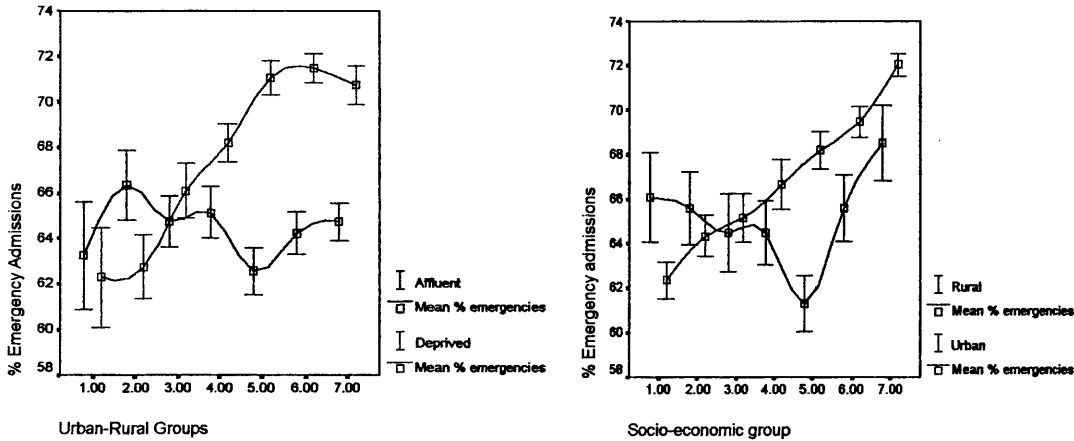 74
72
70
68
66
64
62
60
58
% Emergency Admissions
1.00 2.00 3.00 4.00 5.00 6.00 7.00
Urban-Rural Groups
Affluent
Mean % emergencies
Deprived
Mean % emergencies
74
72
70
68
66
64
62
60
58
% Emergency admissions
1.00 2.00 3.00 4.00 5.00 6.00 7.00
Socio-economic group
Rural
Mean % emergencies
Urban
Mean % emergencies